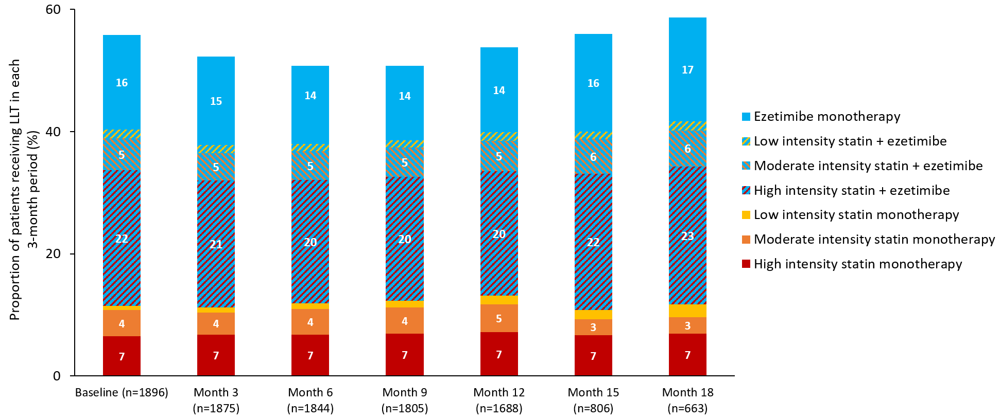 Proportion of patients receiving LLT in each
3-month period (%)
60
40
20
0
16
5
22
4
7
15
5
21
4
7
14
5
20
4
7
14
5
20
4
7
14
5
20
5
7
16
6
22
3
7
17
6
23
3
7
Baseline (n=1896)
Month 3
(n=1875)
Month 6
(n=1844)
Month 9
(n=1805)
Month 12
(n=1688)
Month 15
(n=806)
Month 18
(n=663)
Ezetimibe monotherapy
Low intensity statin + ezetimibe
Moderate intensity statin + ezetimibe
High intensity statin + ezetimibe
Low intensity statin monotherapy
Moderate intensity statin monotherapy
High intensity statin monotherapy